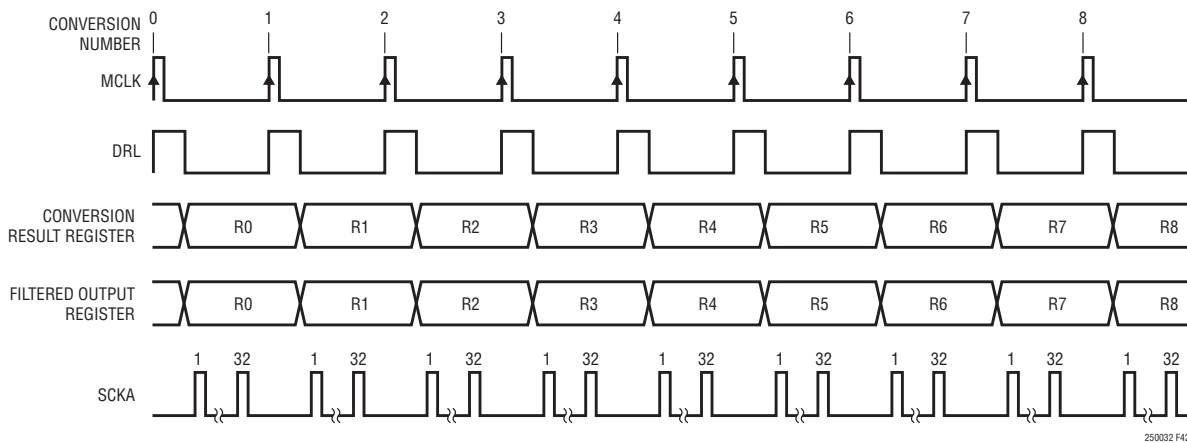 CONVERSION
NUMBER
0 1 2 3 4 5 6 7 8
MCLK
DRL
CONVERSION
RESULT REGISTER
R0 R1 R2 R3 R4 R5 R6 R7 R8
FILTERED OUTPUT
REGISTER
R0 R1 R2 R3 R4 R5 R6 R7 R8
1 32 1 32 1 32 1 32 1 32 1 32 1 32 1 32 1 32
SCKA
250032 F42